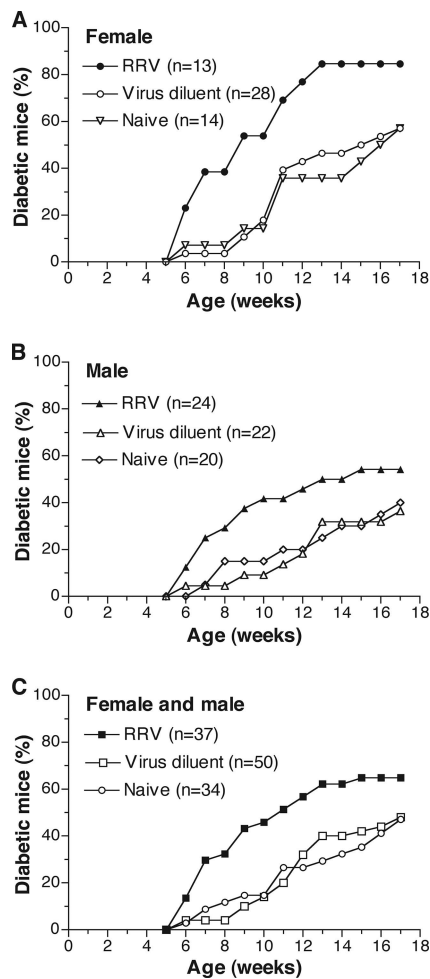 A
Female
RRV (n=13)
Virus diluent (n=28)
Naive (n=14)
Diabetic mice (%)
100
80
60
40
20
0
0 2 4 6 8 10 12 14 16 18
Age (weeks)
B
Male
RRV (n=24)
Virus diluent (n=22)
Naive (n=20)
Diabetic mice (%)
100
80
60
40
20
0
0 2 4 6 8 10 12 14 16 18
Age (weeks)
C
Female and male
RRV (n=37)
Virus diluent (n=50)
Naive (n=34)
Diabetic mice (%)
100
80
60
40
20
0
0 2 4 6 8 10 12 14 16 18
Age (weeks)